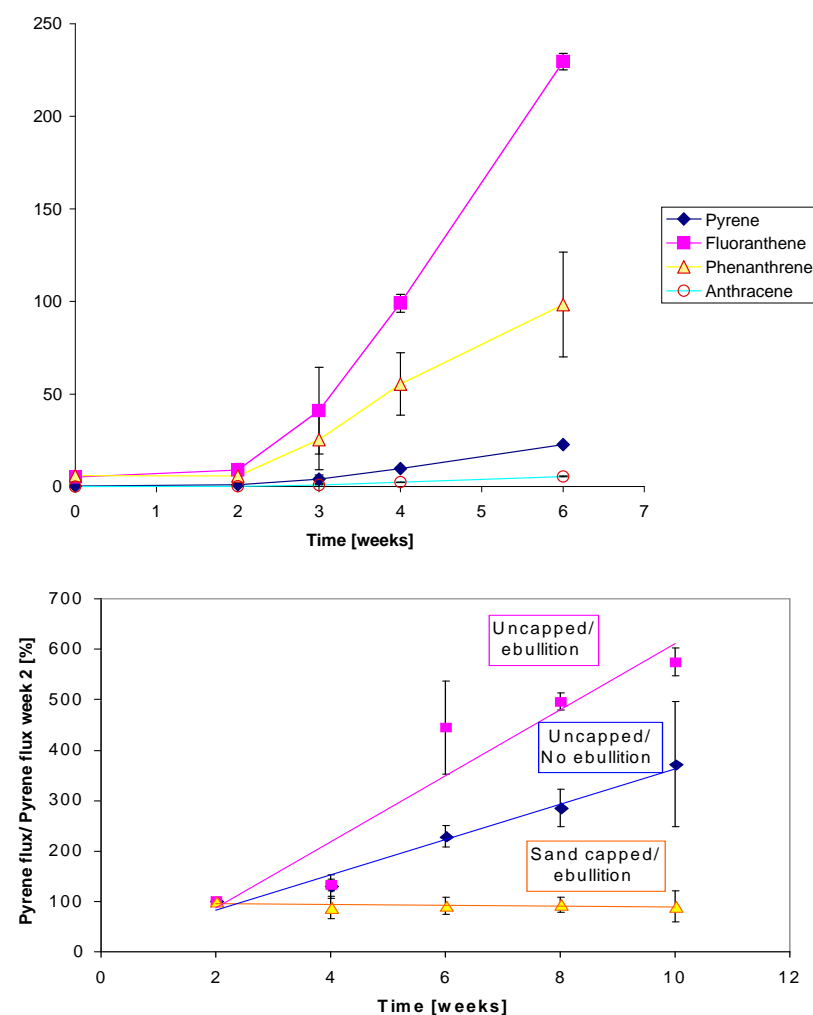 250
200
150
100
50
0
0
1
2
3
4
5
6
7
Time [weeks]
Pyrene
Fluoranthene
Phenanthrene
Anthracene
Pyrene flux/ Pyrene flux week 2 [%]
700
600
500
400
300
200
100
0
Uncapped/
ebullition
Uncapped/
No ebullition
Sand capped/
ebullition
0
2
4
6
8
10
12
Time [weeks]